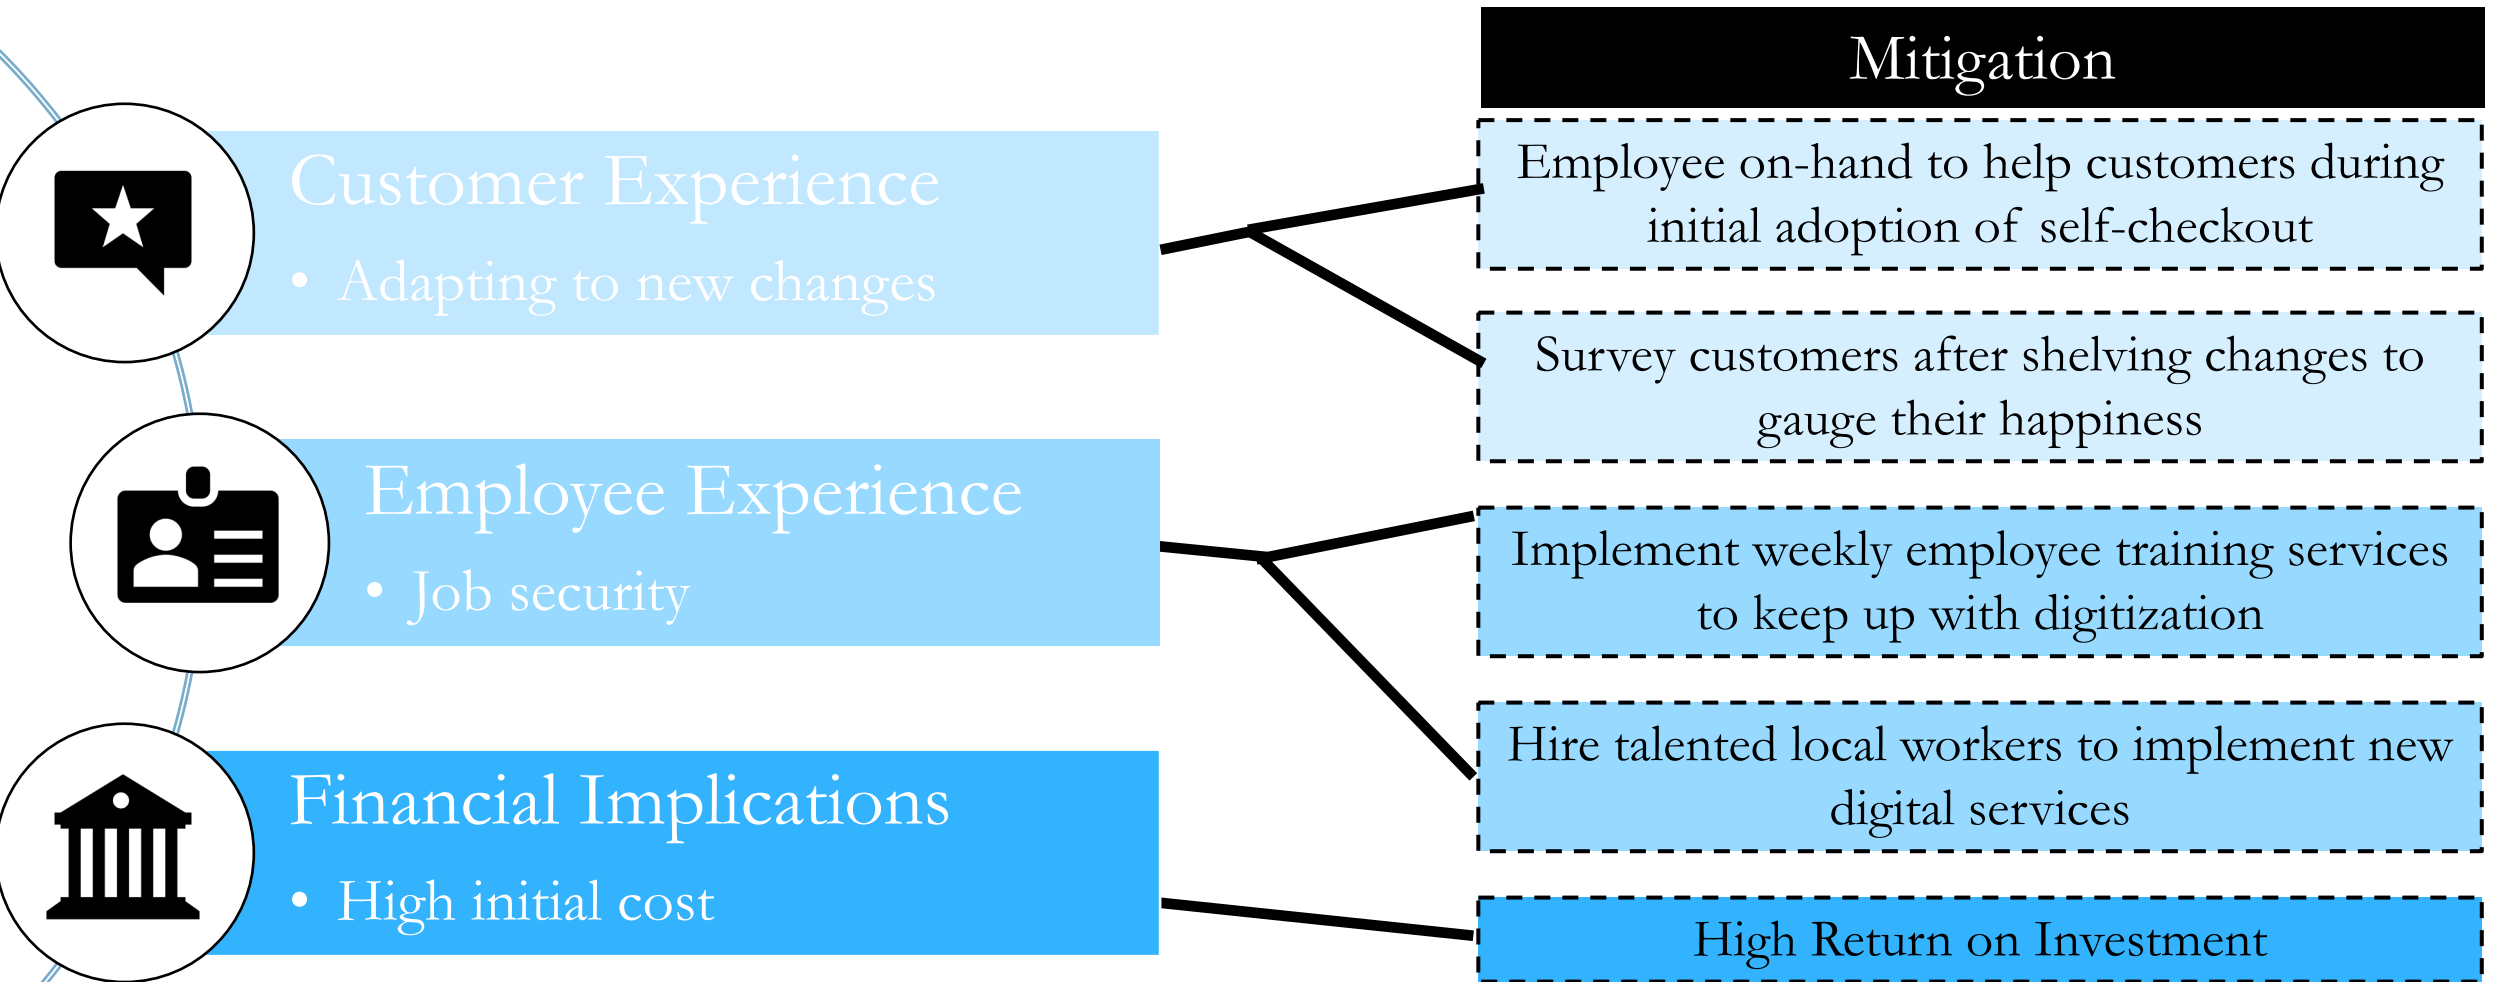 Customer Experience
• Adapting to new changes
Employee Experience
• Job security
Financial Implications
• High initial cost
Mitigation
Employee on-hand to help customers during
initial adoption of self-checkout
Survey customers after shelving changes to
gauge their happiness
Implement weekly employee training services
to keep up with digitization
Hire talented local workers to implement new
digital services
High Return on Investment